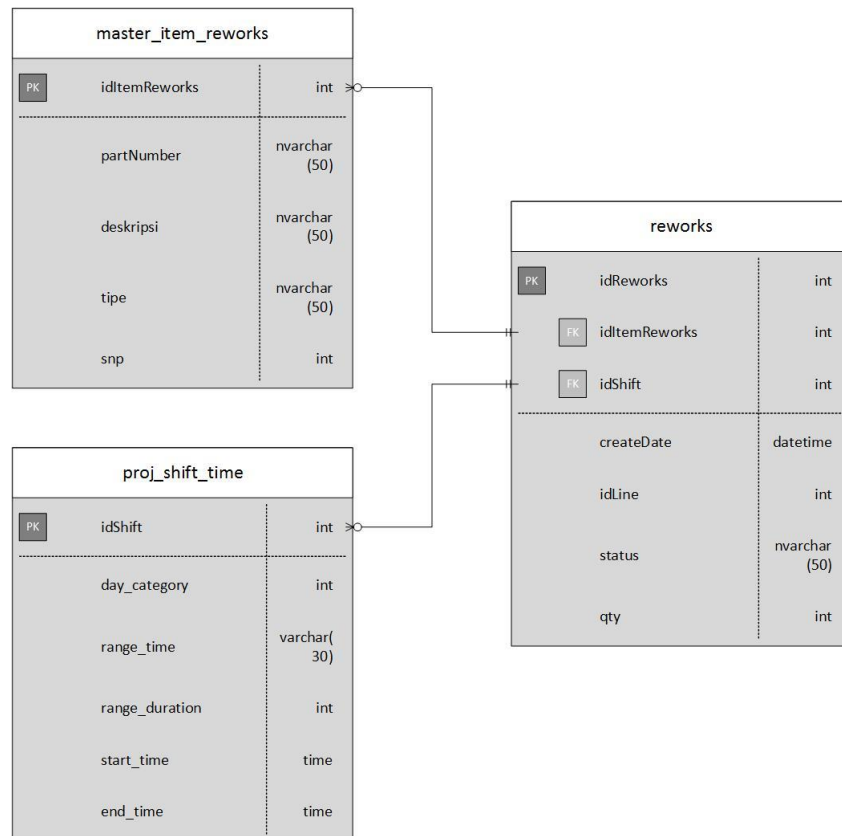 master_item_reworks
PK idItemReworks int
partNumber nvarchar
(50)
deskripsi nvarchar
(50)
tipe nvarchar
(50)
snp int
reworks
PK idReworks int
FK idItemReworks int
FK idShift int
createDate datetime
idLine int
status nvarchar
(50)
qty int
proj_shift_time
PK idShift int
day_category int
range_time varchar(
30)
range_duration int
start_time time
end_time time